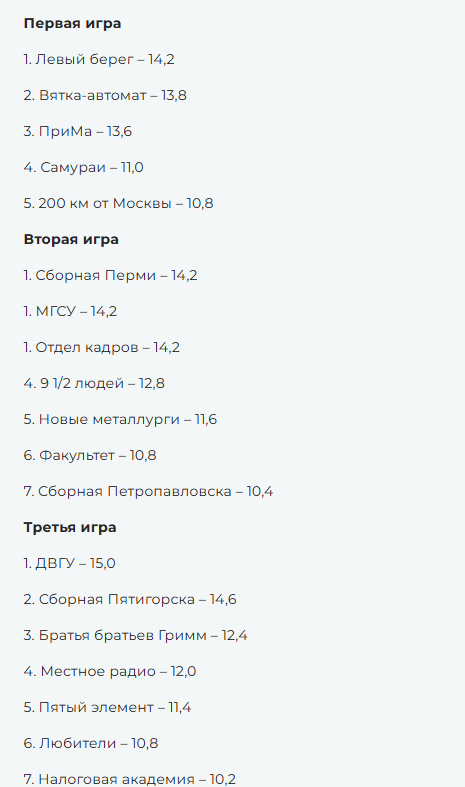 Первая игра
1. Левый берег – 14,2
2. Вятка-автомат – 13,8
3. ПриМа – 13,6
4. Самураи – 11,0
5. 200 км от Москвы – 10,8
Вторая игра
1. Сборная Перми – 14,2
1. МГСУ – 14,2
1. Отдел кадров – 14,2
4. 9 1/2 людей – 12,8
5. Новые металлурги – 11,6
6. Факультет – 10,8
7. Сборная Петропавловска – 10,4
Третья игра
1. ДВГУ – 15,0
2. Сборная Пятигорска – 14,6
3. Братья братьев Гримм – 12,4
4. Местное радио – 12,0
5. Пятый элемент – 11,4
6. Любители – 10,8
7. Налоговая академия – 10,2